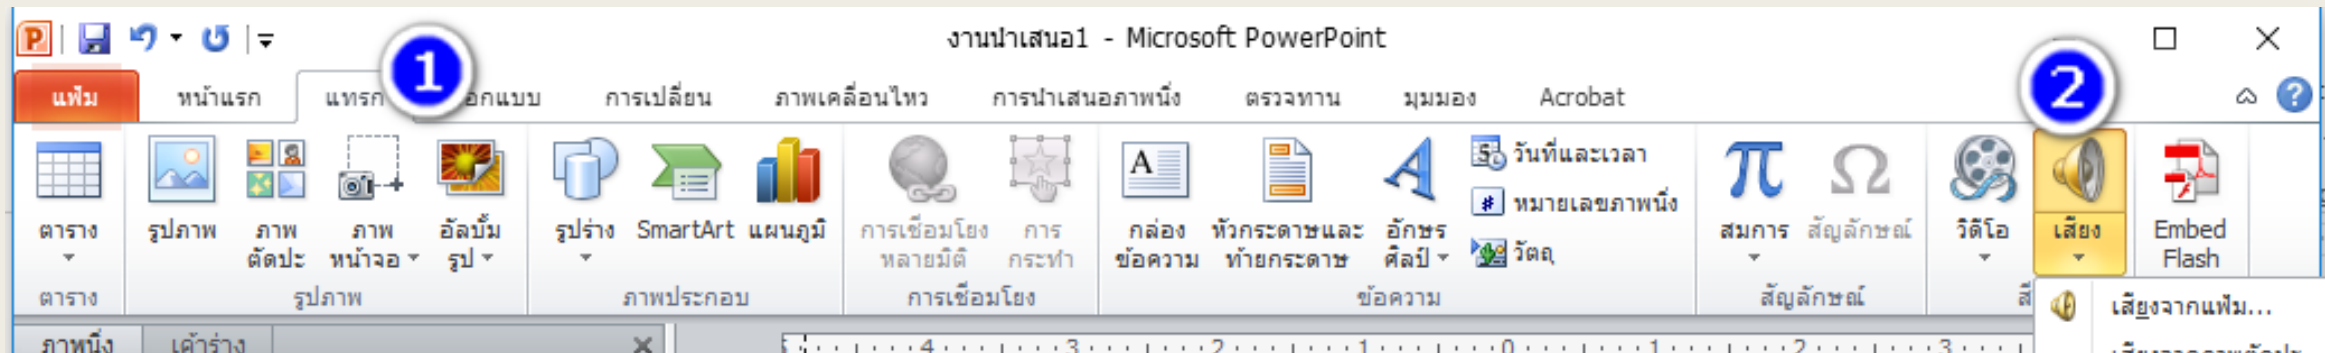 งานนำเสนอ1 - Microsoft PowerPoint
1
2
แฟ้ม หน้าแรก แทรก การเปลี่ยน ภาพเคลื่อนไหว การนำเสนอภาพนิ่ง ตรวจทาน มุมมอง Acrobat
ตาราง รูปภาพ ภาพตัดปะ ภาพหน้าจอ อัลบั้มรูป รูปร่าง SmartArt แผนภูมิ การเชื่อมโยงหลายมิติ การกระทำ กล่องข้อความ หัวกระดาษและท้ายกระดาษ อักษรศิลป์ วันที่และเวลา
หมายเลขภาพนิ่ง
วัตถุ
สมการ สัญลักษณ์ วิดีโอ เสียง Embed Flash
ตาราง รูปภาพ ภาพประกอบ การเชื่อมโยง ข้อความ สัญลักษณ์
เสียงจากแฟ้ม...
ภาพนิ่ง เค้าร่าง
4 3 2 1 0 1 2 3